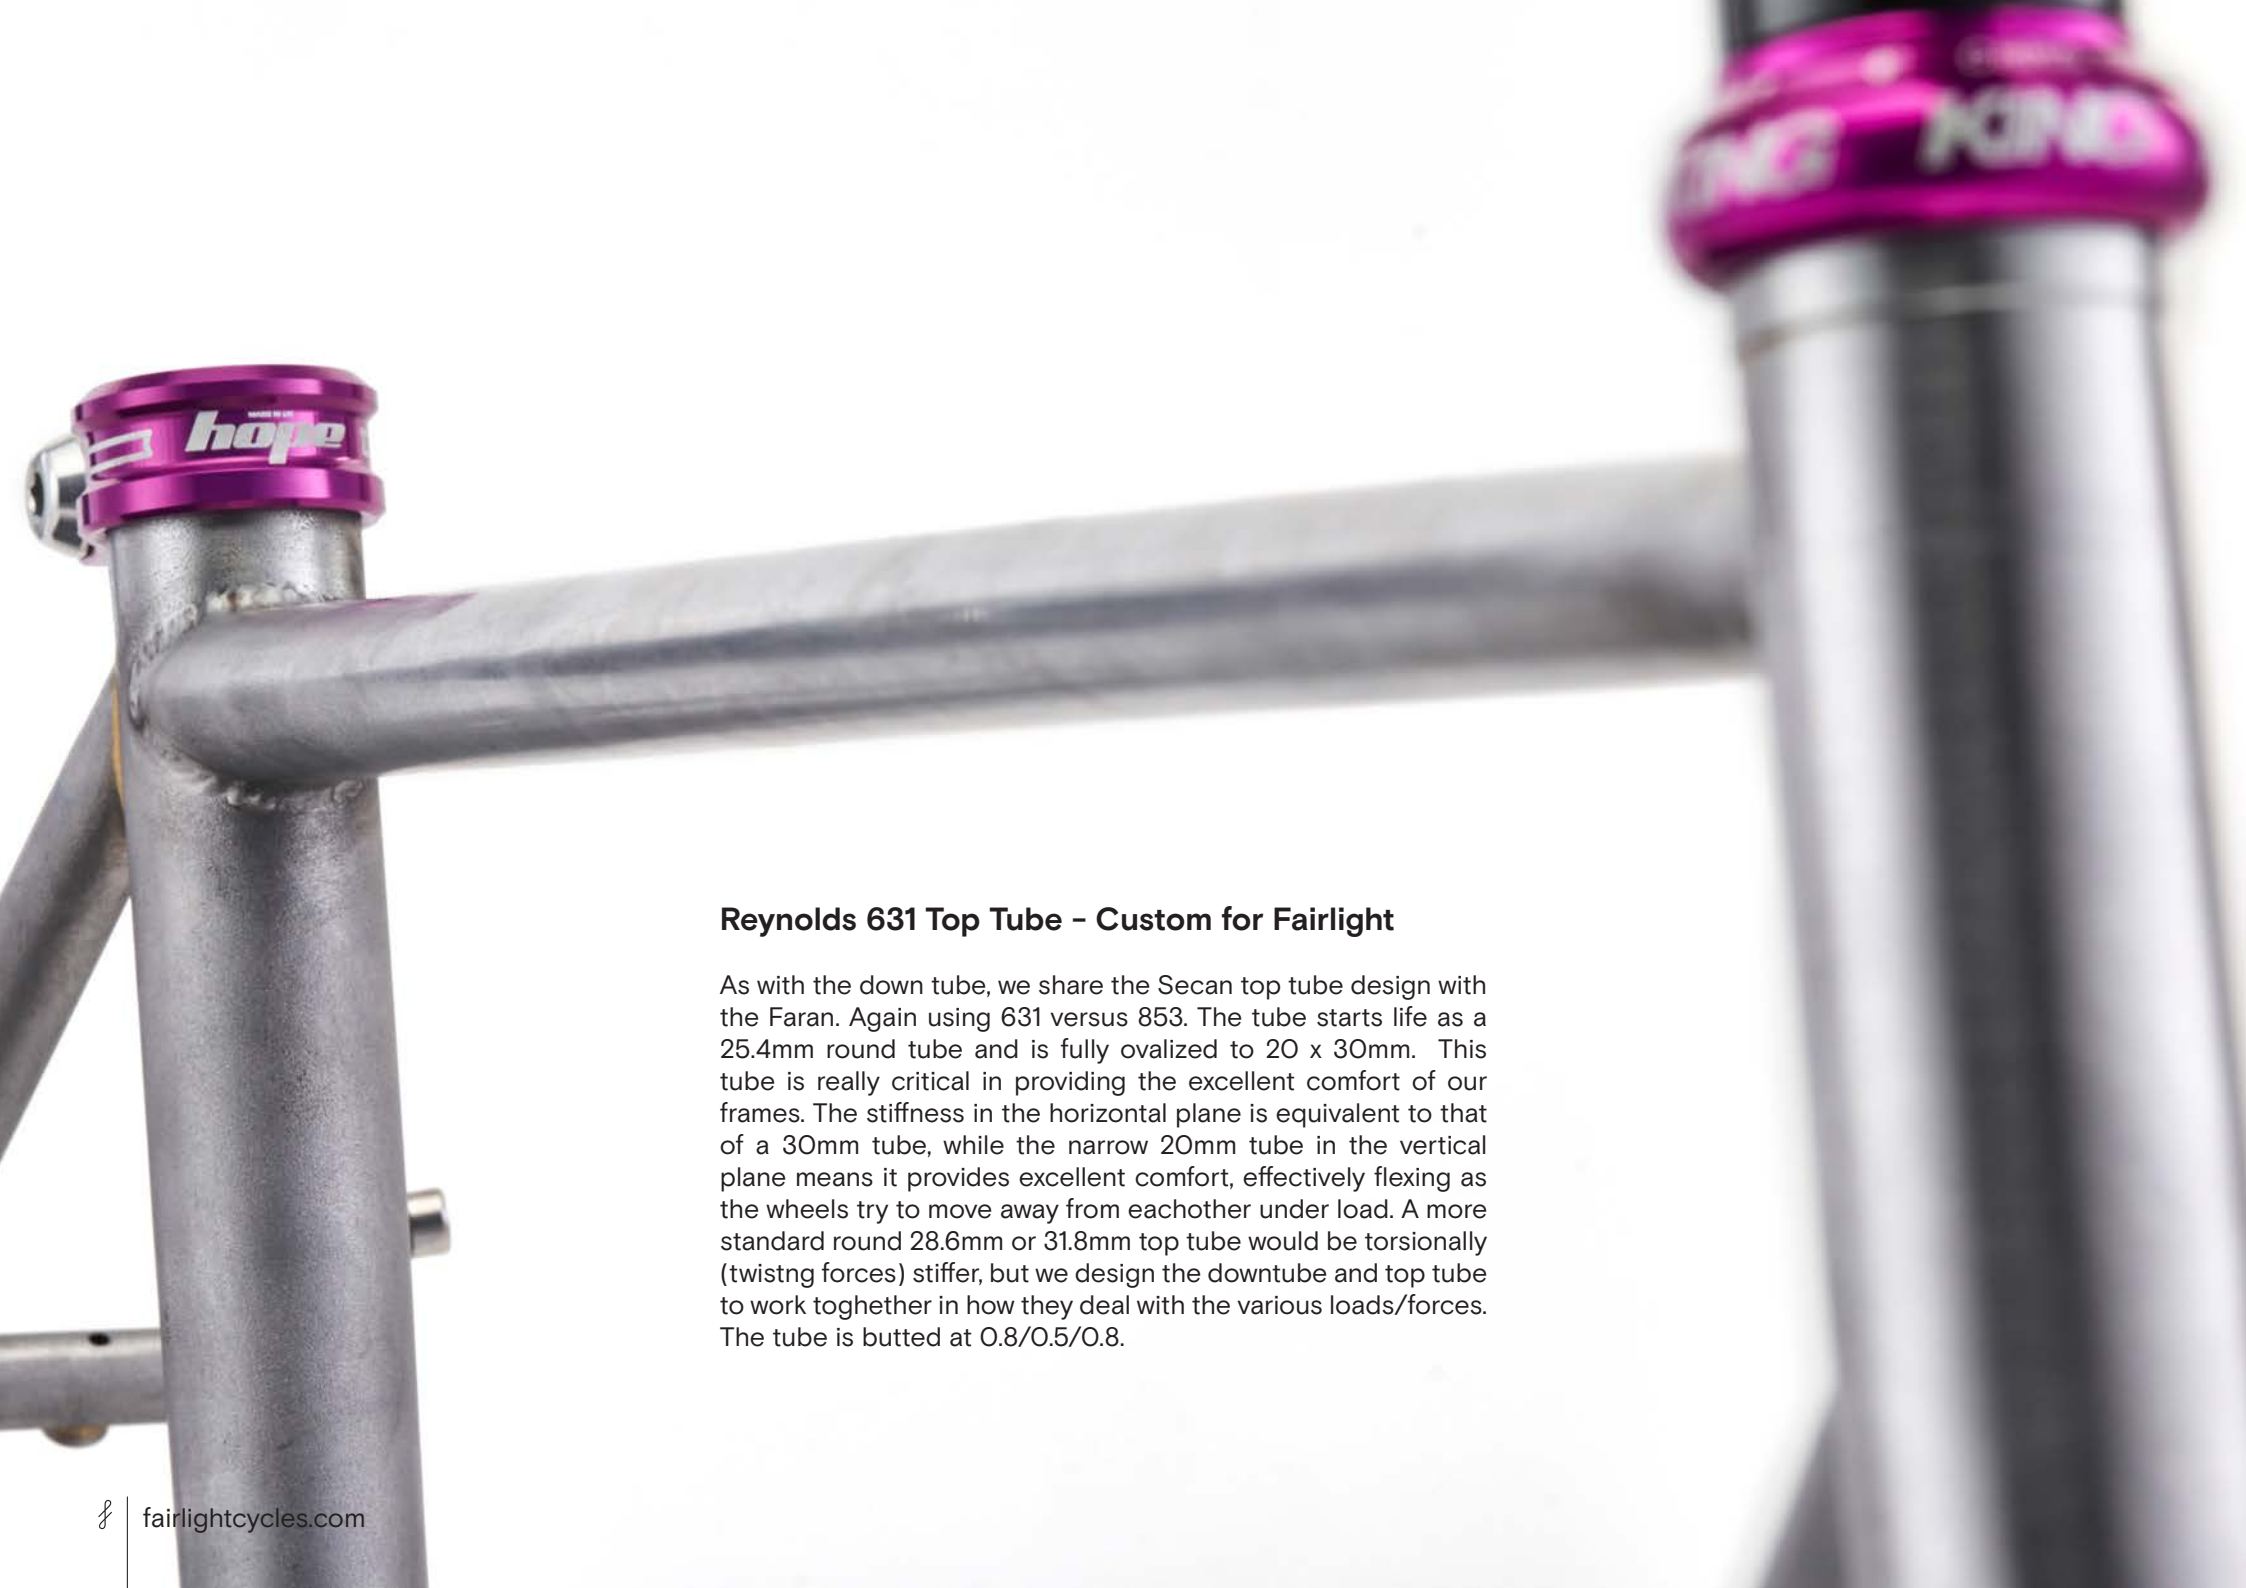 KING
MADE IN UK
hope
Reynolds 631 Top Tube – Custom for Fairlight
As with the down tube, we share the Secan top tube design with
the Faran. Again using 631 versus 853. The tube starts life as a
25.4mm round tube and is fully ovalized to 20 x 30mm.  This
tube is really critical in providing the excellent comfort of our
frames. The stiffness in the horizontal plane is equivalent to that
of a 30mm tube, while the narrow 20mm tube in the vertical
plane means it provides excellent comfort, effectively flexing as
the wheels try to move away from eachother under load. A more
standard round 28.6mm or 31.8mm top tube would be torsionally
(twistng forces) stiffer, but we design the downtube and top tube
to work toghether in how they deal with the various loads/forces.
The tube is butted at 0.8/0.5/0.8.
fairlightcycles.com